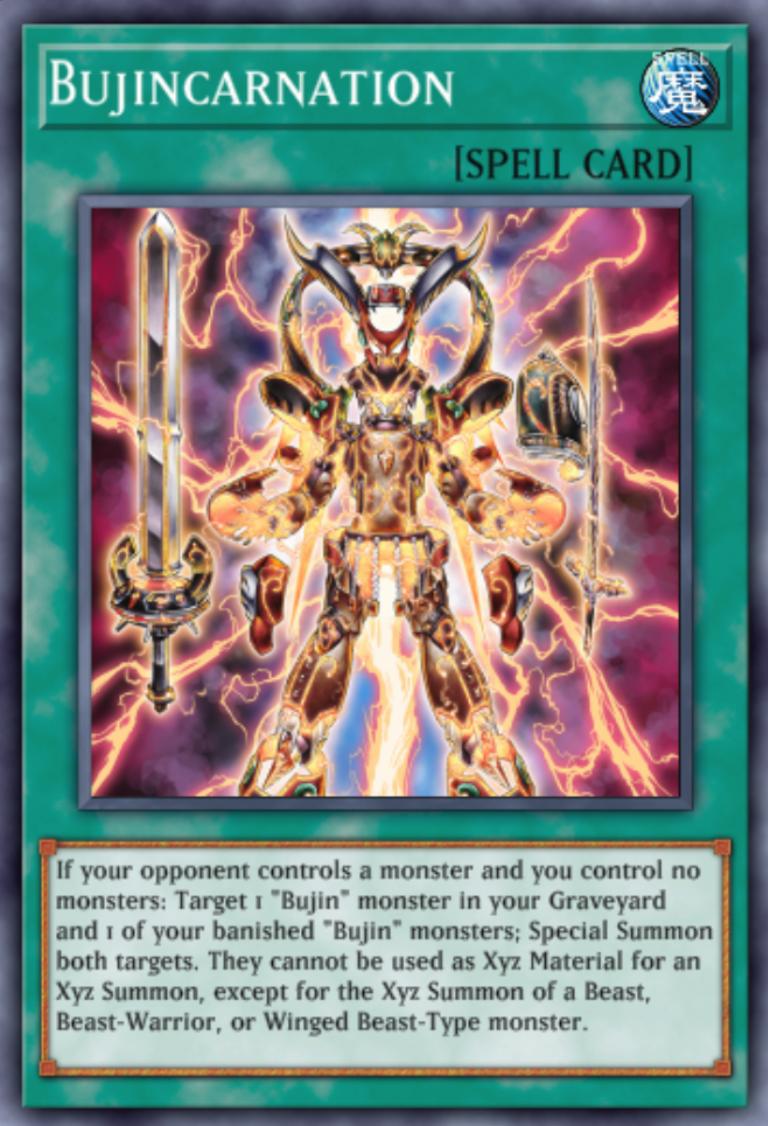 Bujincarnation
SPELL
魔
[SPELL CARD]
If your opponent controls a monster and you control no
monsters: Target 1 "Bujin" monster in your Graveyard
and 1 of your banished "Bujin" monsters; Special Summon
both targets. They cannot be used as Xyz Material for an
Xyz Summon, except for the Xyz Summon of a Beast,
Beast-Warrior, or Winged Beast-Type monster.